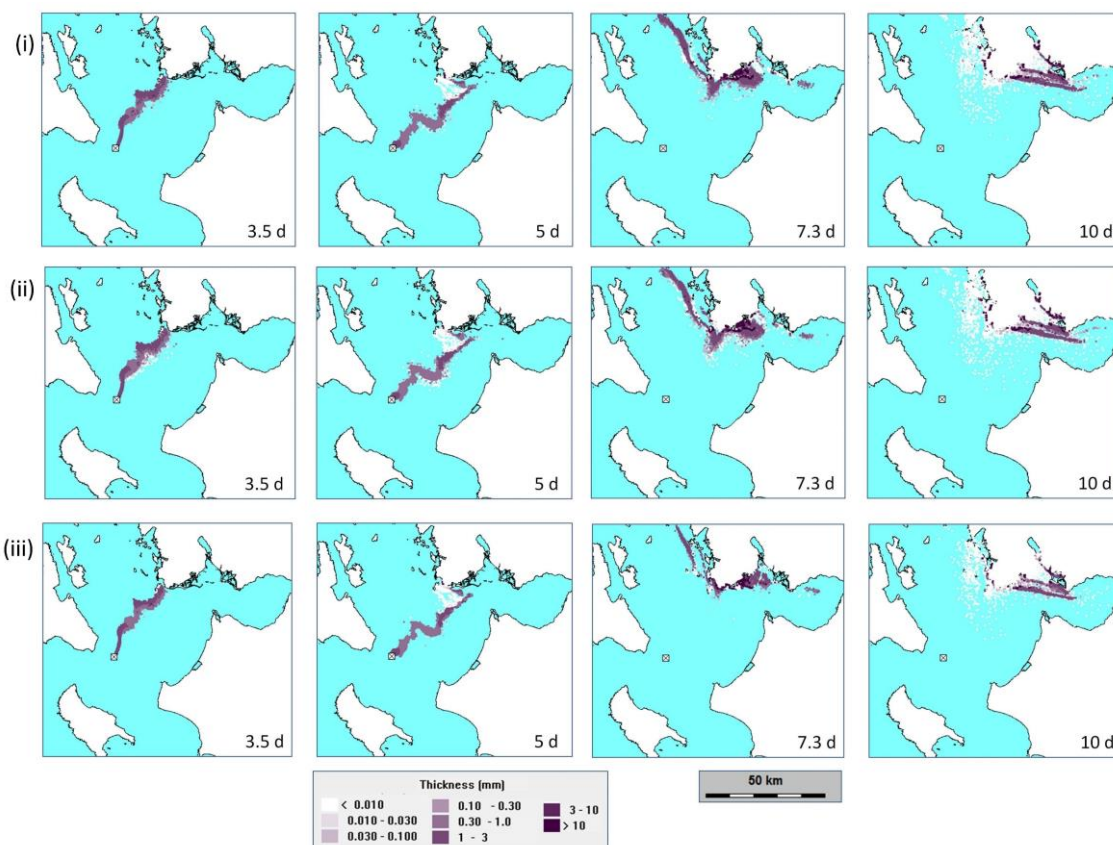 (i)
3.5 d
5 d
7.3 d
10 d
(ii)
3.5 d
5 d
7.3 d
10 d
(iii)
3.5 d
5 d
7.3 d
10 d
Thickness (mm)
< 0.010
0.010 - 0.030
0.030 - 0.100
0.10 - 0.30
0.30 - 1.0
1 - 3
3 - 10
> 10
50 km